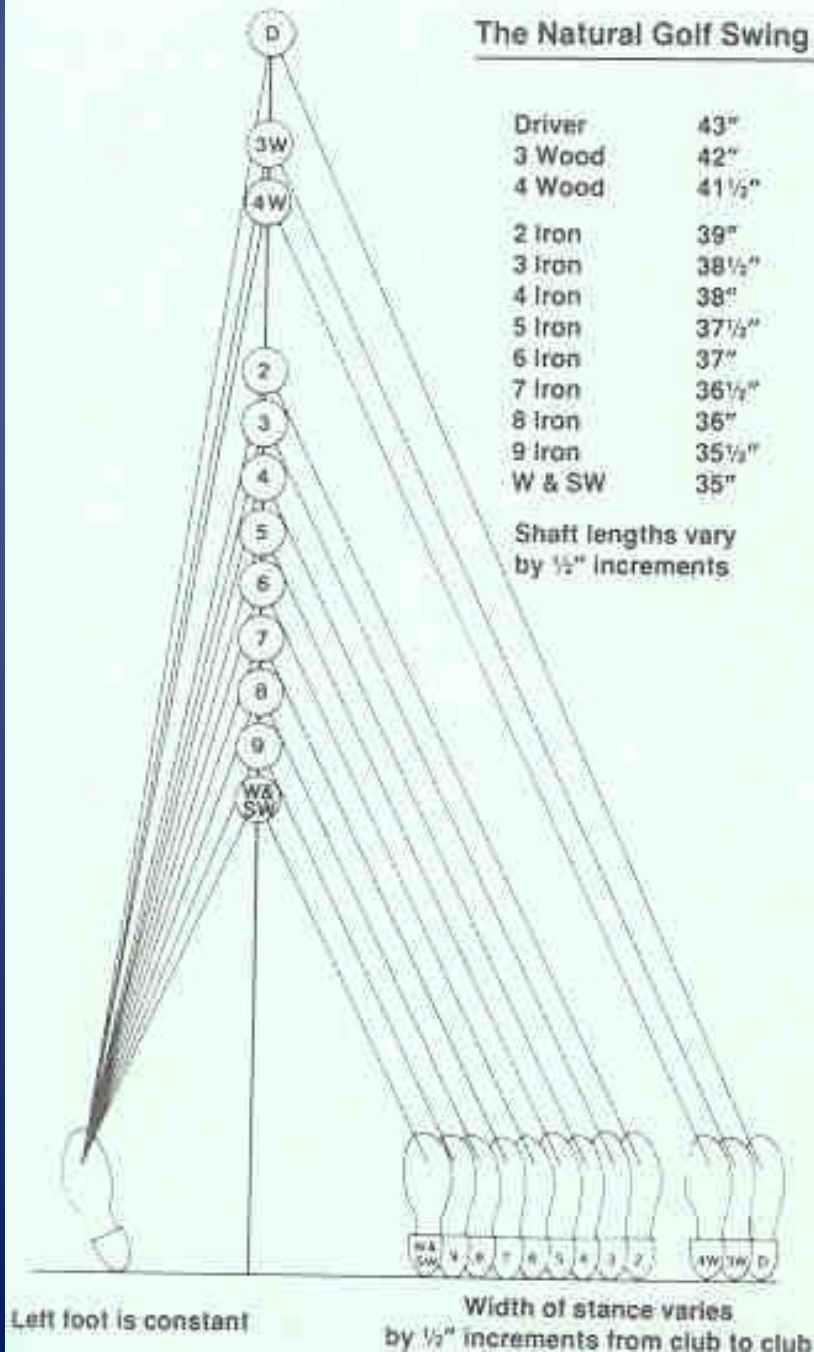 The Natural Golf Swing
Driver 43"
3 Wood 42"
4 Wood 41½"
2 Iron 39"
3 Iron 38½"
4 Iron 38"
5 Iron 37½"
6 Iron 37"
7 Iron 36½"
8 Iron 36"
9 Iron 35½"
W & SW 35"
Shaft lengths vary
by ½" increments
D
3W
4W
2
3
4
5
6
7
8
9
W&
SW
W &
SW 9 8 7 6 5 4 3 2 4W 3W D
Left foot is constant
Width of stance varies
by ½" increments from club to club